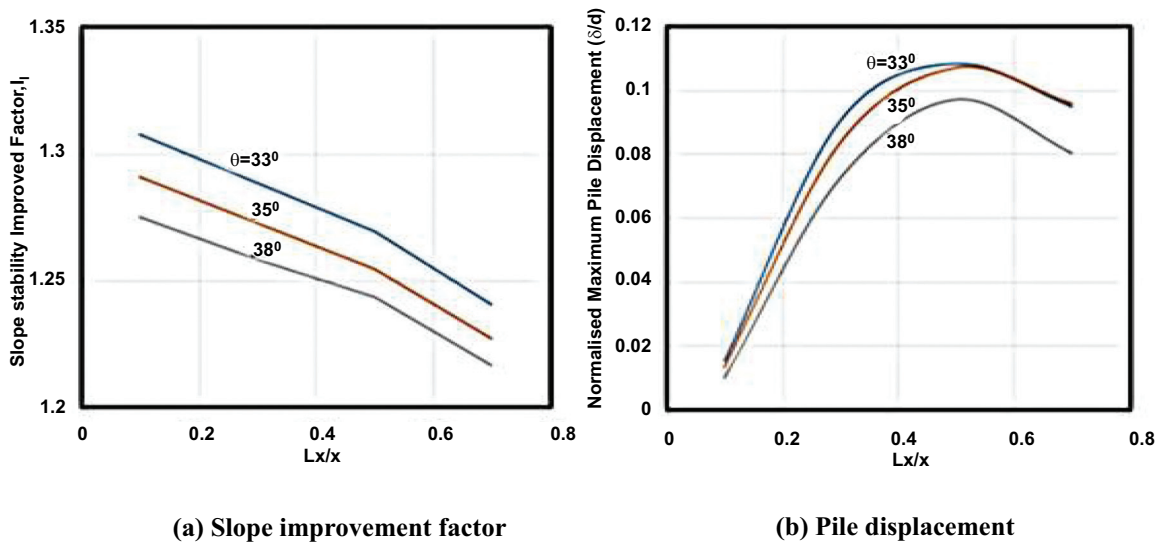 Slope stability Improved Factor,Iₗ
1.35
1.3
1.25
1.2
θ=33⁰
35⁰
38⁰
0 0.2 0.4 0.6 0.8
Lx/x
(a) Slope improvement factor
Normalised Maximum Pile Displacement (δ/d)
0.12
0.1
0.08
0.06
0.04
0.02
0
θ=33⁰
35⁰
38⁰
0 0.2 0.4 0.6 0.8
Lx/x
(b) Pile displacement